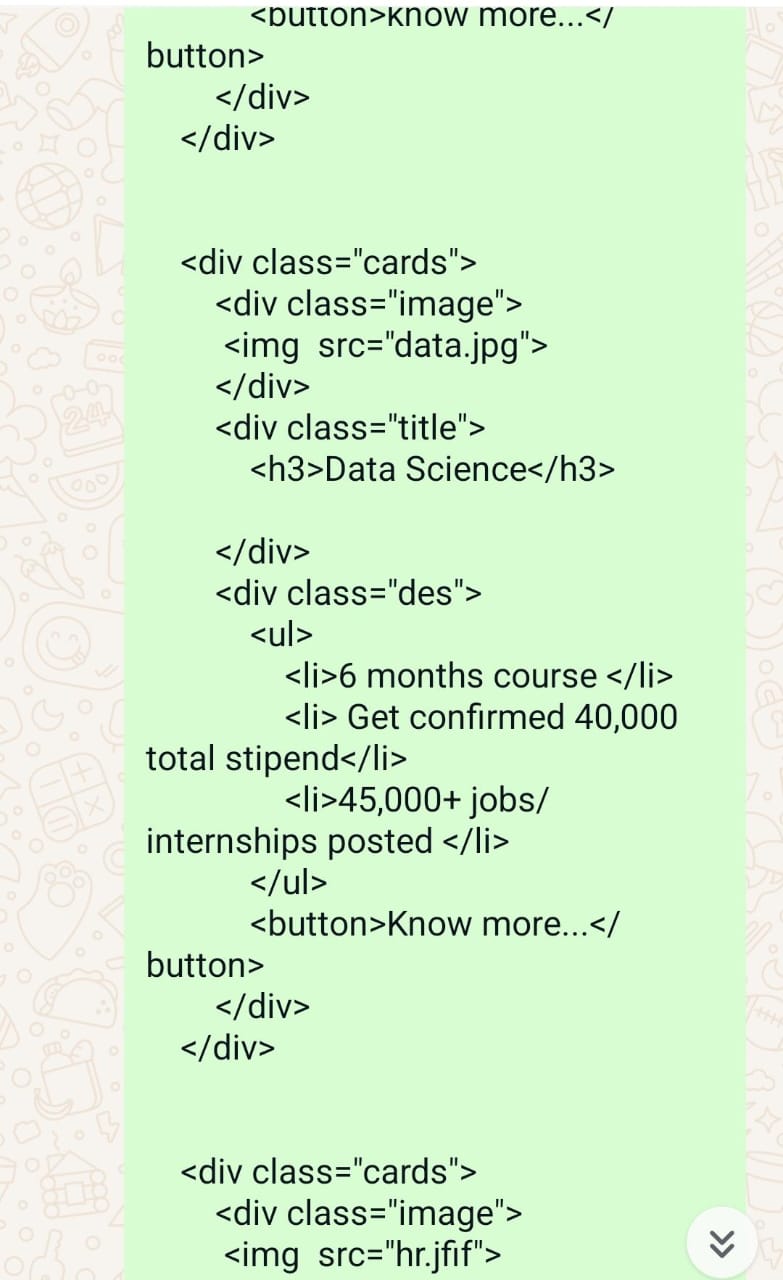 <button>Know more...</
button>
</div>
</div>
<div class="cards">
<div class="image">
<img  src="data.jpg">
</div>
<div class="title">
<h3>Data Science</h3>
</div>
<div class="des">
<ul>
<li>6 months course </li>
<li> Get confirmed 40,000
total stipend</li>
<li>45,000+ jobs/
internships posted </li>
</ul>
<button>Know more...</
button>
</div>
</div>
<div class="cards">
<div class="image">
<img  src="hr.jfif">